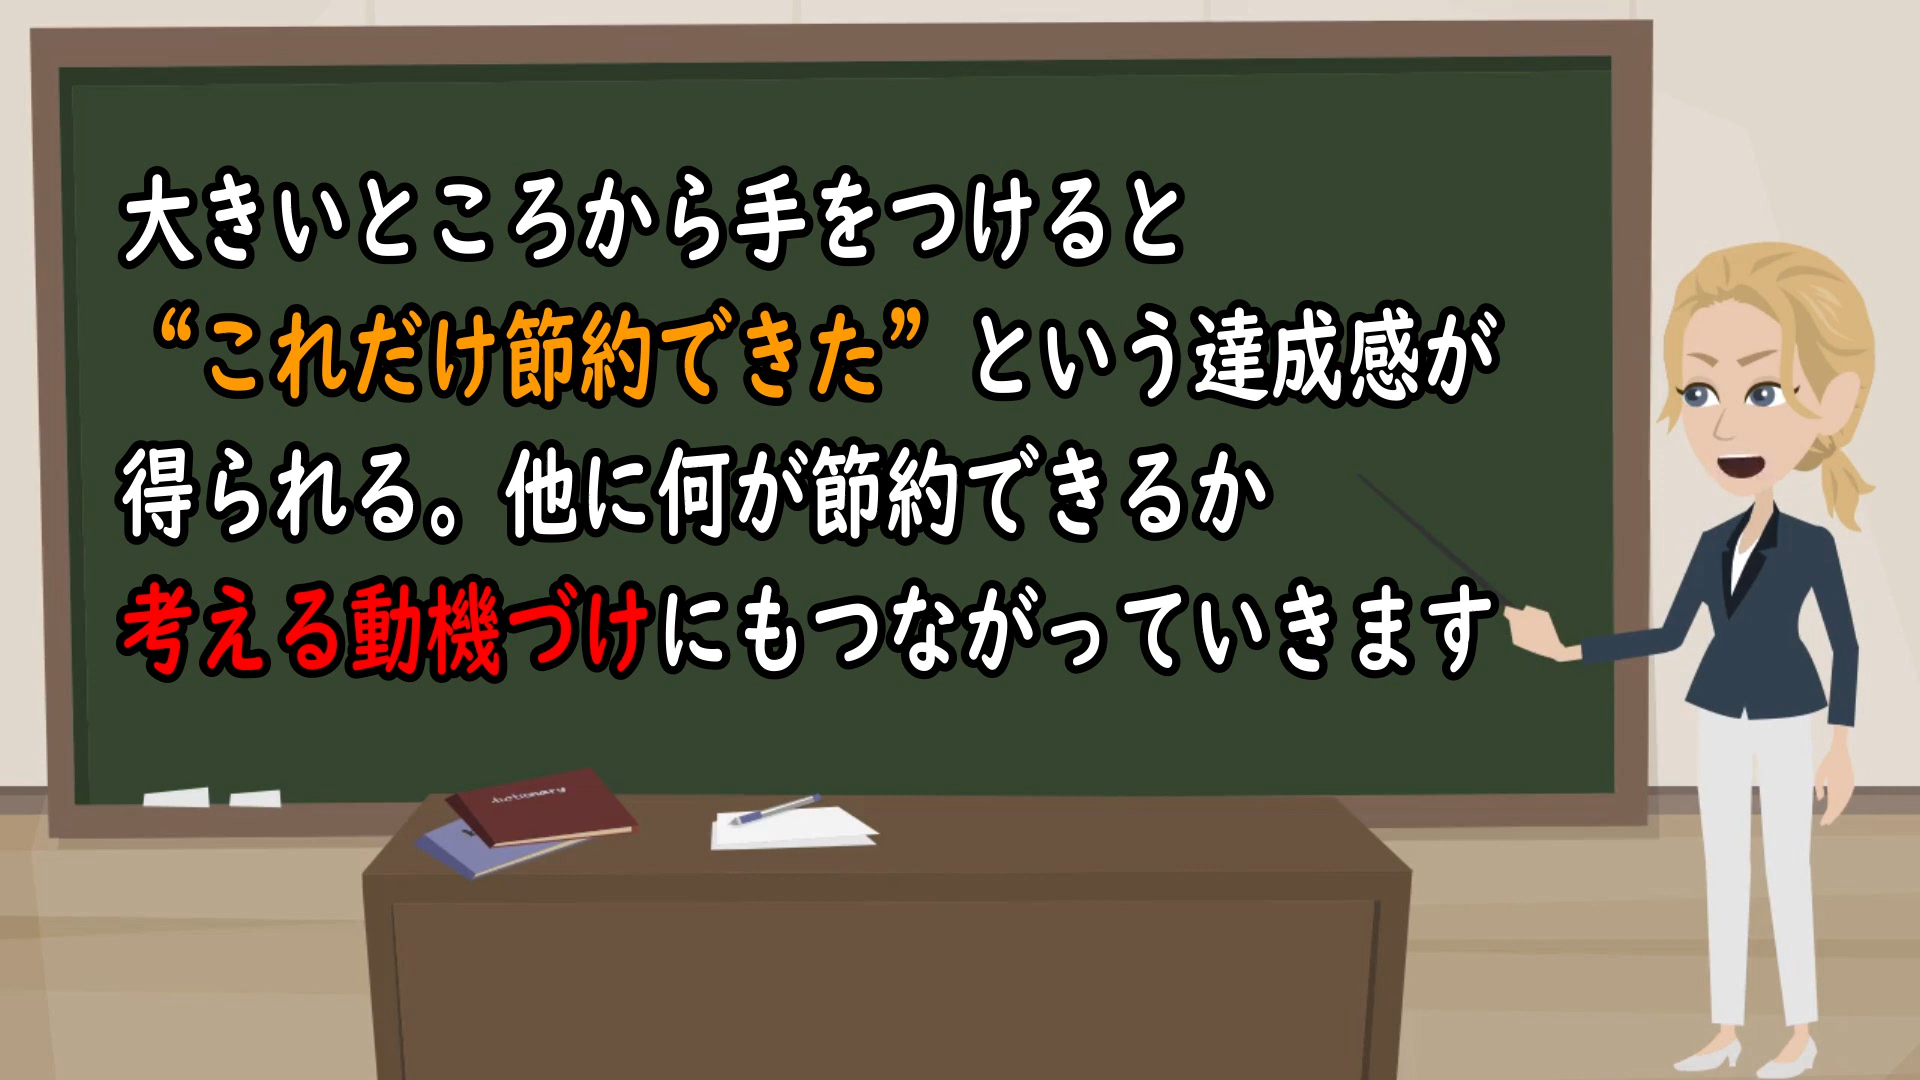 大きいところから手をつけると
“これだけ節約できた”という達成感が
得られる。他に何が節約できるか
考える動機づけにもつながっていきます
dictionary